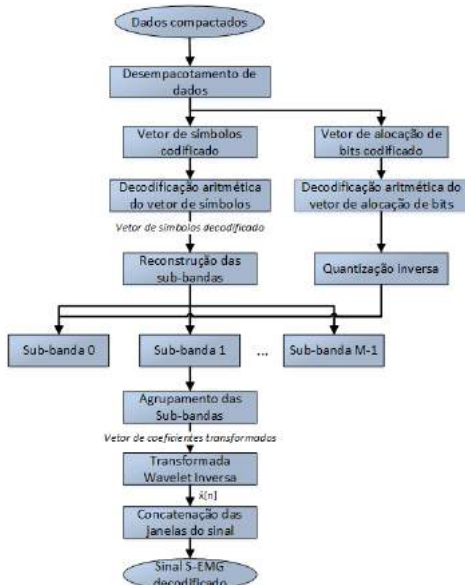 Dados compactados
Desempacotamento de
dados
Vetor de símbolos
codificado
Vetor de alocação de
bits codificado
Decodificação aritmética
do vetor de símbolos
Decodificação aritmética do
vetor de alocação de bits
Vetor de símbolos decodificado
Reconstrução das
sub-bandas
Quantização inversa
Sub-banda 0
Sub-banda 1
...
Sub-banda M-1
Agrupamento das
Sub-bandas
Vetor de coeficientes transformados
Transformada
Wavelet Inversa
x̂[n]
Concatenação das
janelas do sinal
Sinal S-EMG
decodificado